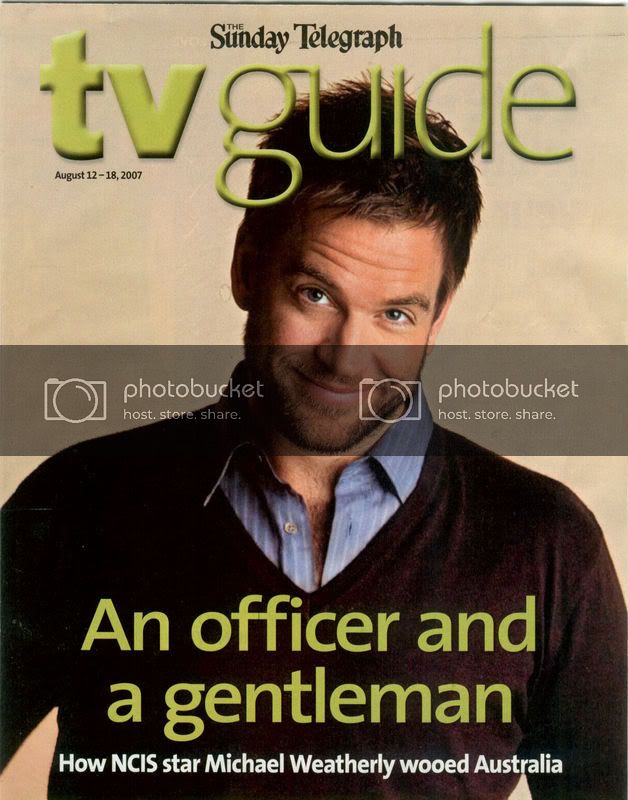 THE
Sunday Telegraph
tv guide
August 12 – 18, 2007
photobucket photobucket
host. store. share. host. store. share.
An officer and
a gentleman
How NCIS star Michael Weatherly wooed Australia